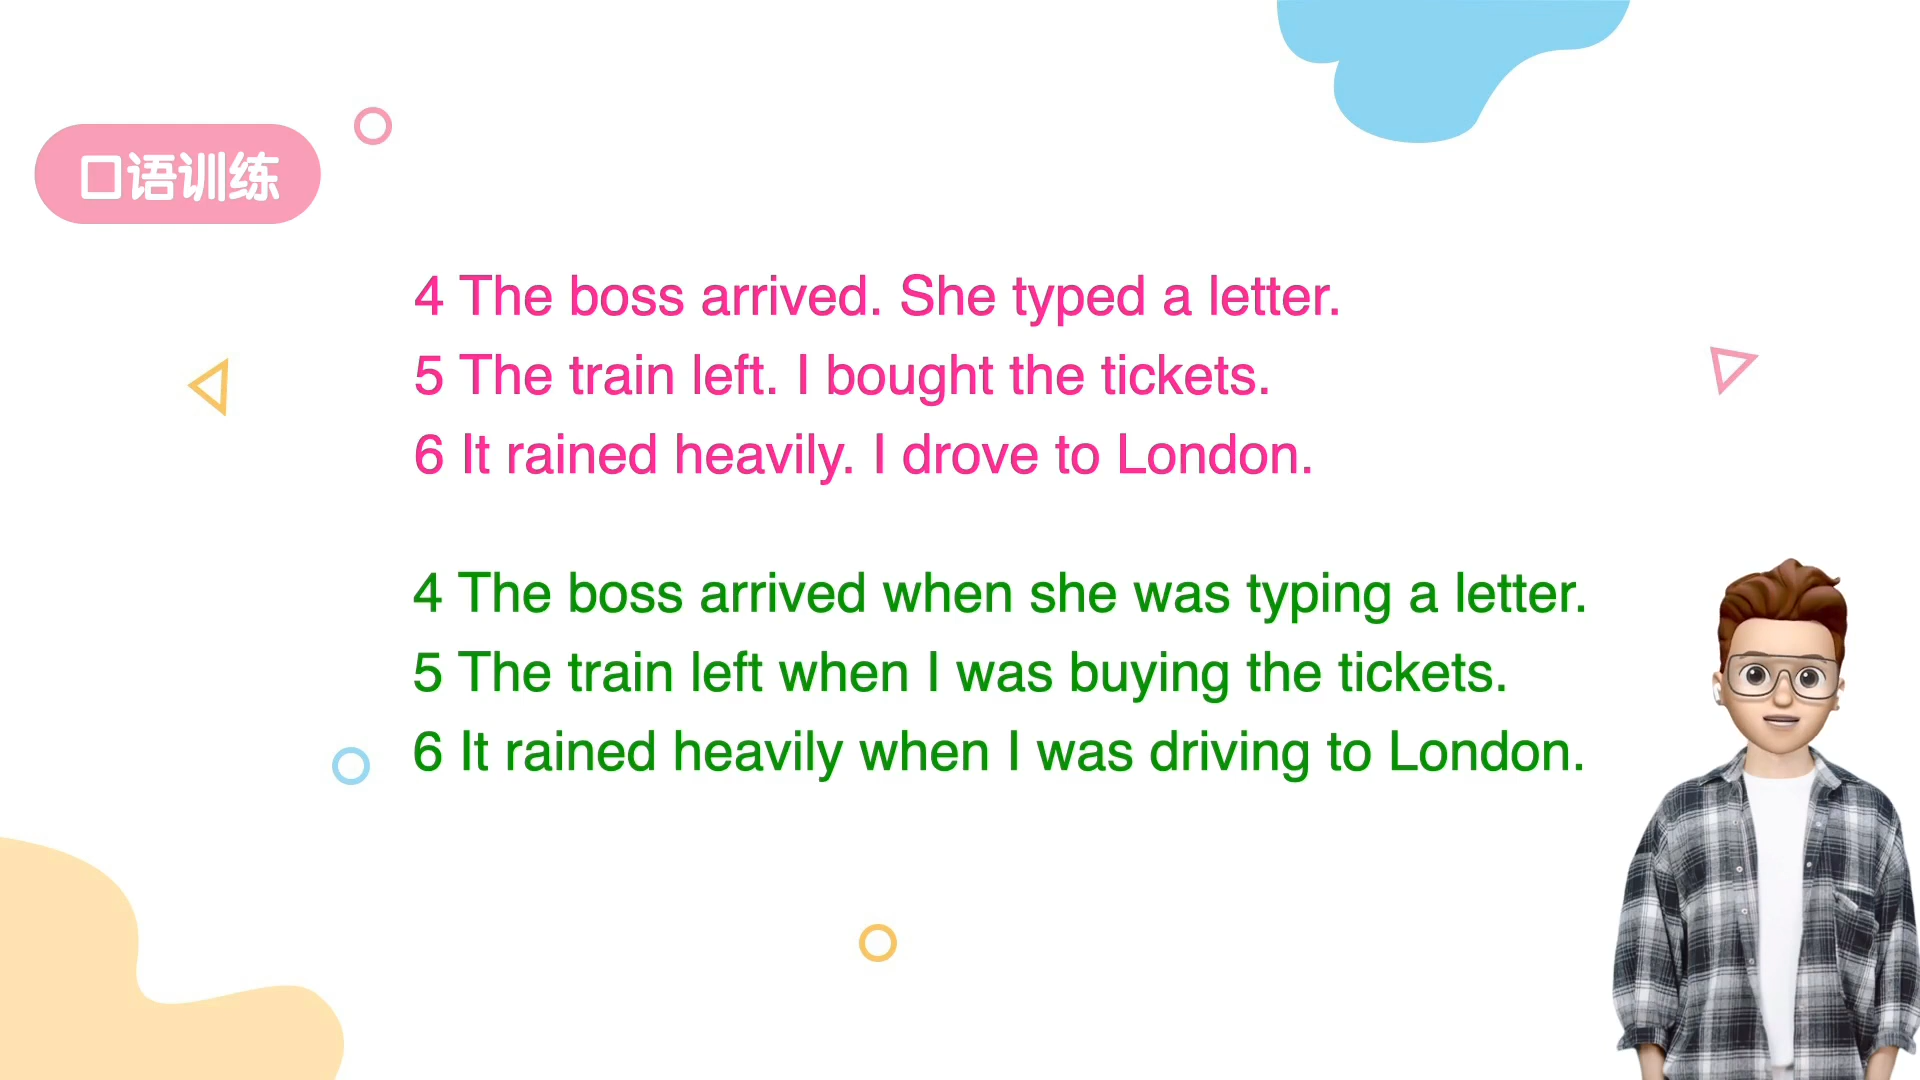 口语训练
4 The boss arrived. She typed a letter.
5 The train left. I bought the tickets.
6 It rained heavily. I drove to London.
4 The boss arrived when she was typing a letter.
5 The train left when I was buying the tickets.
6 It rained heavily when I was driving to London.